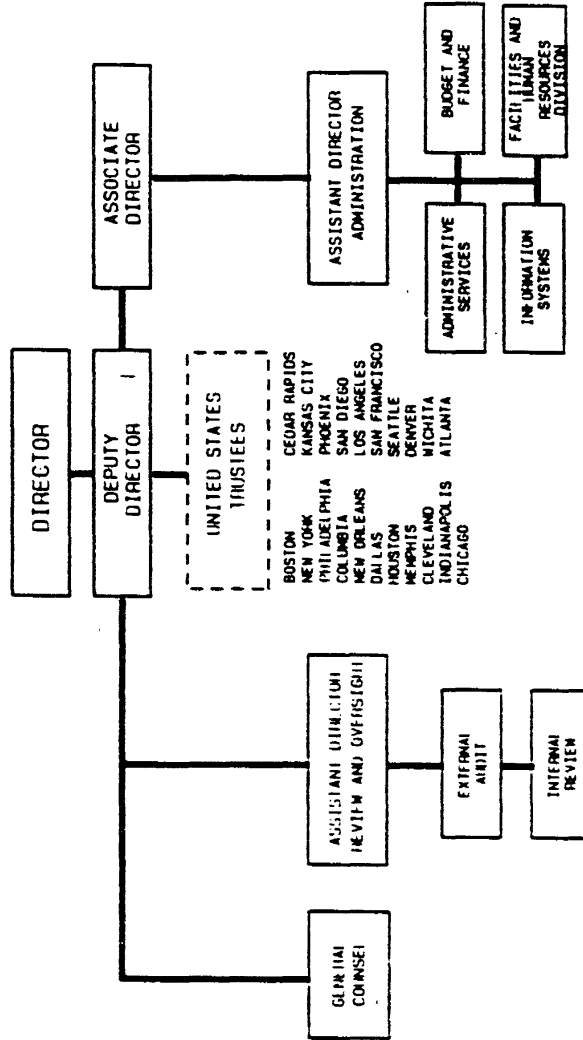 DIRECTOR
DEPUTY
DIRECTOR
ASSOCIATE
DIRECTOR
UNITED STATES
TRUSTEES
BOSTON
NEW YORK
PHILADELPHIA
COLUMBIA
NEW ORLEANS
DALLAS
HOUSTON
MEMPHIS
CLEVELAND
INDIANAPOLIS
CHICAGO
CEDAR RAPIDS
KANSAS CITY
PHOENIX
SAN DIEGO
LOS ANGELES
SAN FRANCISCO
SEATTLE
DENVER
WICHITA
ATLANTA
GENERAL
COUNSEL
ASSISTANT DIRECTOR
REVIEW AND OVERSIGHT
EXTERNAL
AUDIT
INTERNAL
REVIEW
ASSISTANT DIRECTOR
ADMINISTRATION
ADMINISTRATIVE
SERVICES
BUDGET AND
FINANCE
INFORMATION
SYSTEMS
FACILITIES AND
HUMAN
RESOURCES
DIVISION